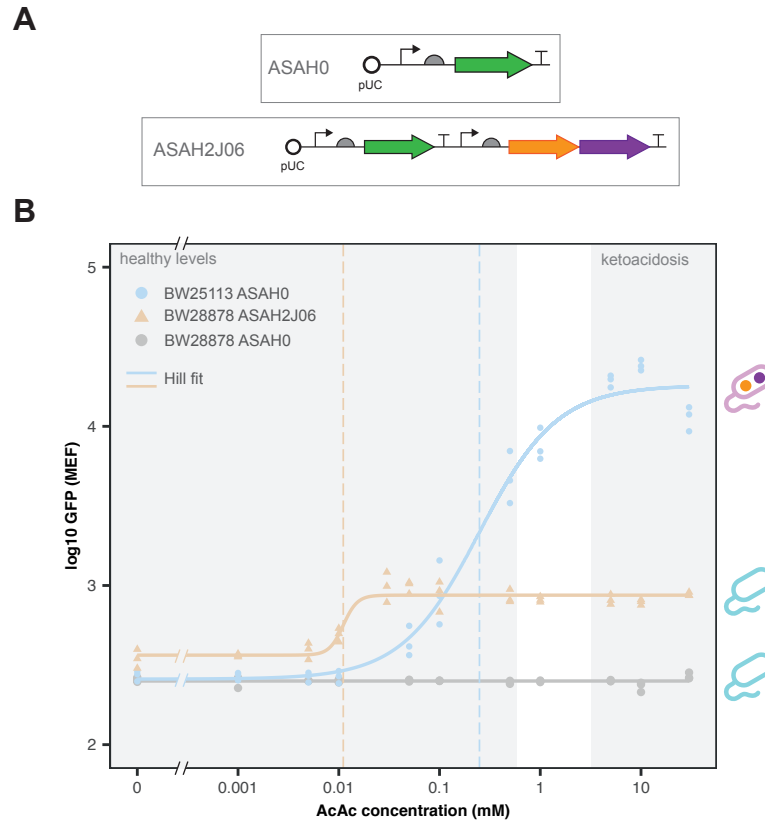 A
ASAH0
pUC
ASAH2J06
pUC
B
healthy levels
ketoacidosis
BW25113 ASAH0
BW28878 ASAH2J06
BW28878 ASAH0
Hill fit
log10 GFP (MEF)
5
4
3
2
0
0.001
0.01
0.1
1
10
AcAc concentration (mM)